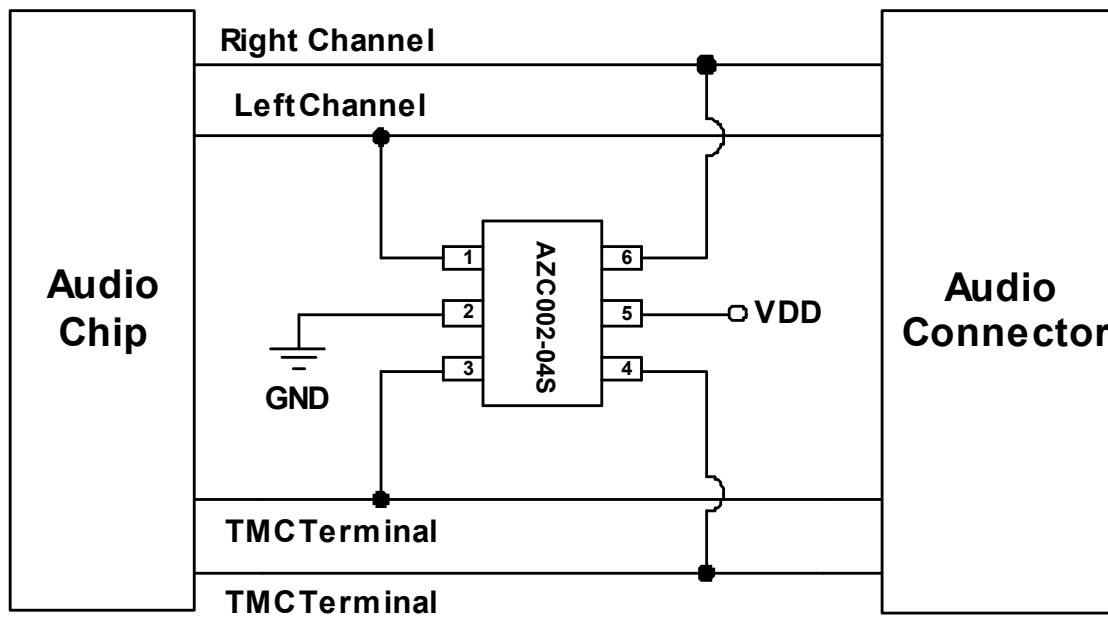 Right Channel
Left Channel
Audio
Chip
AZC002-04S
1
2
3
6
5
4
VDD
GND
Audio
Connector
TMC Terminal
TMC Terminal